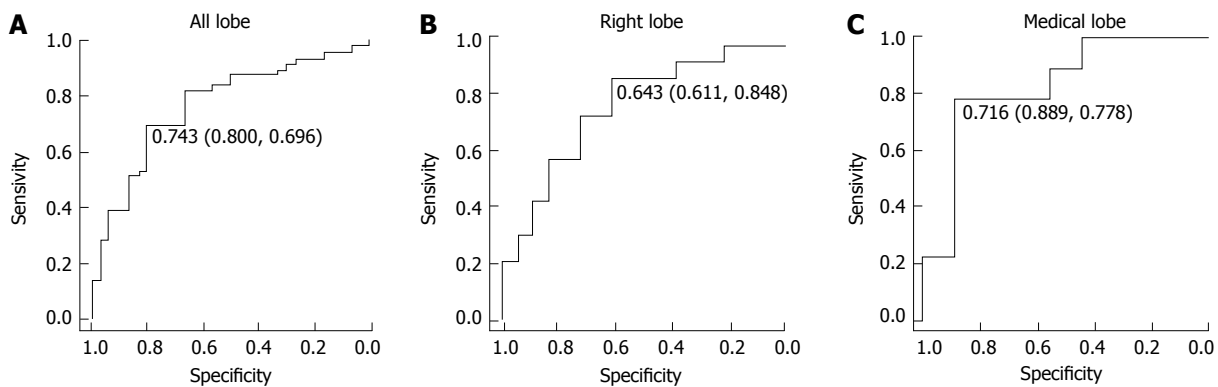 A
All lobe
1.0
0.8
0.6
0.4
0.2
0.0
Sensivity
0.743 (0.800, 0.696)
1.0 0.8 0.6 0.4 0.2 0.0
Specificity
B
Right lobe
1.0
0.8
0.6
0.4
0.2
0.0
Sensivity
0.643 (0.611, 0.848)
1.0 0.8 0.6 0.4 0.2 0.0
Specificity
C
Medical lobe
1.0
0.8
0.6
0.4
0.2
0.0
Sensivity
0.716 (0.889, 0.778)
1.0 0.8 0.6 0.4 0.2 0.0
Specificity